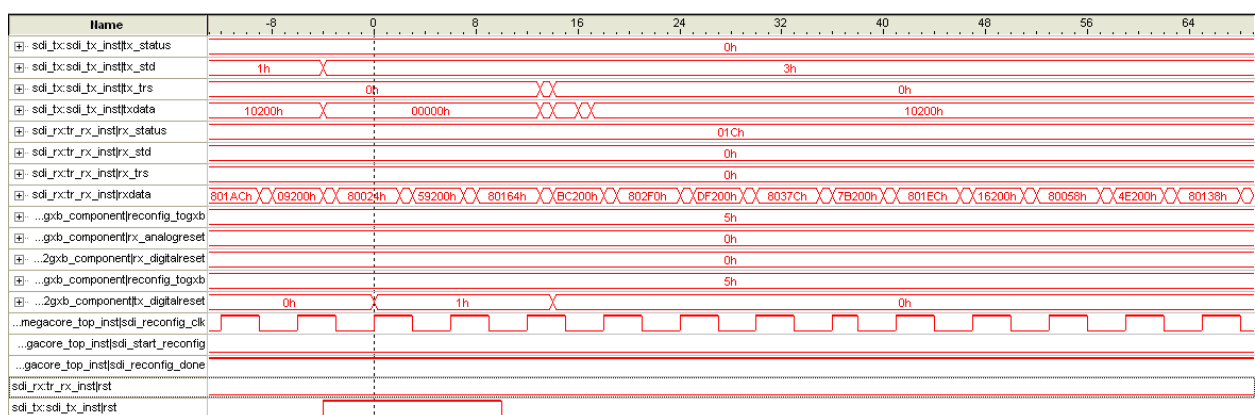 Name -8 0 8 16 24 32 40 48 56 64
sdi_tx:sdi_tx_inst|tx_status 0h
sdi_tx:sdi_tx_inst|tx_std 1h 3h
sdi_tx:sdi_tx_inst|tx_trs 0h 0h
sdi_tx:sdi_tx_inst|txdata 10200h 00000h 10200h
sdi_rx:tr_rx_inst|rx_status 01Ch
sdi_rx:tr_rx_inst|rx_std 0h
sdi_rx:tr_rx_inst|rx_trs 0h
sdi_rx:tr_rx_inst|rxdata 801ACh 09200h 80024h 59200h 80164h BC200h 802F0h DF200h 8037Ch 7B200h 801ECh 16200h 80058h 4E200h 80138h
...gxb_component|reconfig_togxb 5h
...gxb_component|rx_analogreset 0h
...2gxb_component|rx_digitalreset 0h
...gxb_component|reconfig_togxb 5h
...2gxb_component|tx_digitalreset 0h 1h 0h
...megacore_top_inst|sdi_reconfig_clk
...gacore_top_inst|sdi_start_reconfig
...gacore_top_inst|sdi_reconfig_done
sdi_rx:tr_rx_inst|rst
sdi_tx:sdi_tx_inst|rst